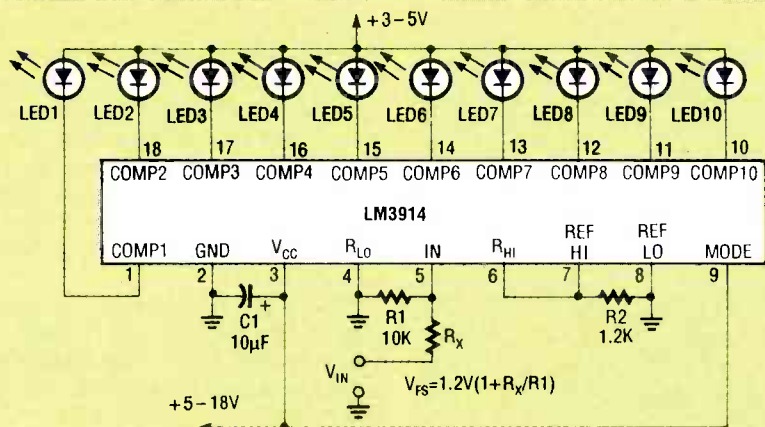 +3–5V
LED1 LED2 LED3 LED4 LED5 LED6 LED7 LED8 LED9 LED10
18 17 16 15 14 13 12 11 10
COMP2 COMP3 COMP4 COMP5 COMP6 COMP7 COMP8 COMP9 COMP10
LM3914
REF REF
COMP1 GND VCC RLO IN RHI HI LO MODE
1 2 3 4 5 6 7 8 9
+
C1 R1 R2
10µF 10K RX 1.2K
VIN
VFS=1.2V(1+RX/R1)
+5–18V